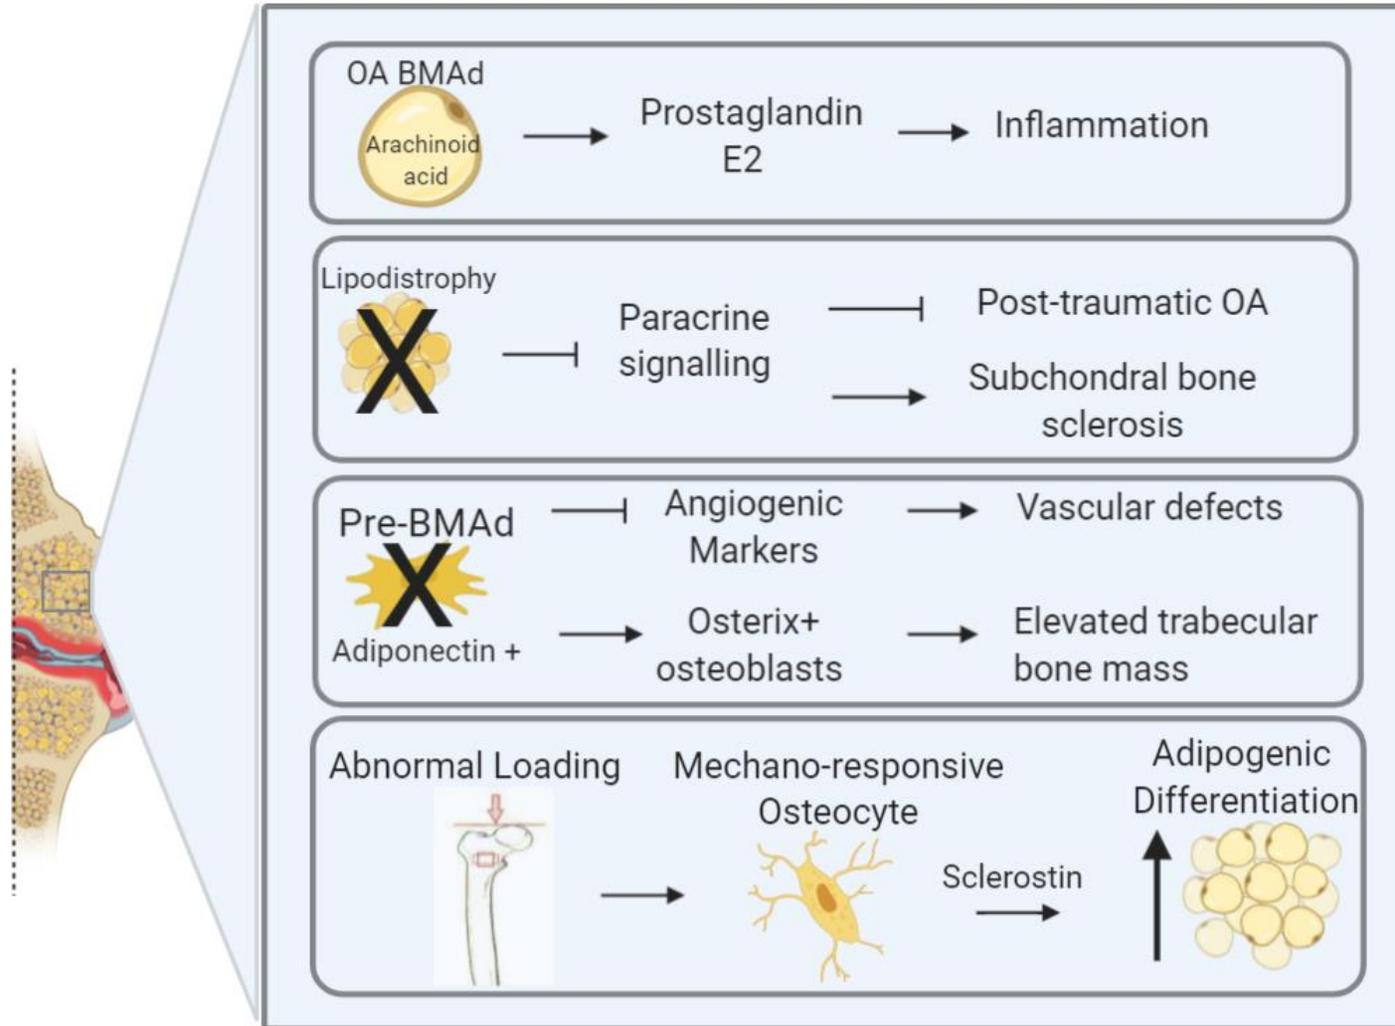 OA BMAd
Arachinoid
acid
Prostaglandin
E2
Inflammation
Lipodistrophy
X
Paracrine
signalling
Post-traumatic OA
Subchondral bone
sclerosis
Pre-BMAd
X
Adiponectin +
Angiogenic
Markers
Vascular defects
Osterix+
osteoblasts
Elevated trabecular
bone mass
Abnormal Loading
Mechano-responsive
Osteocyte
Sclerostin
Adipogenic
Differentiation